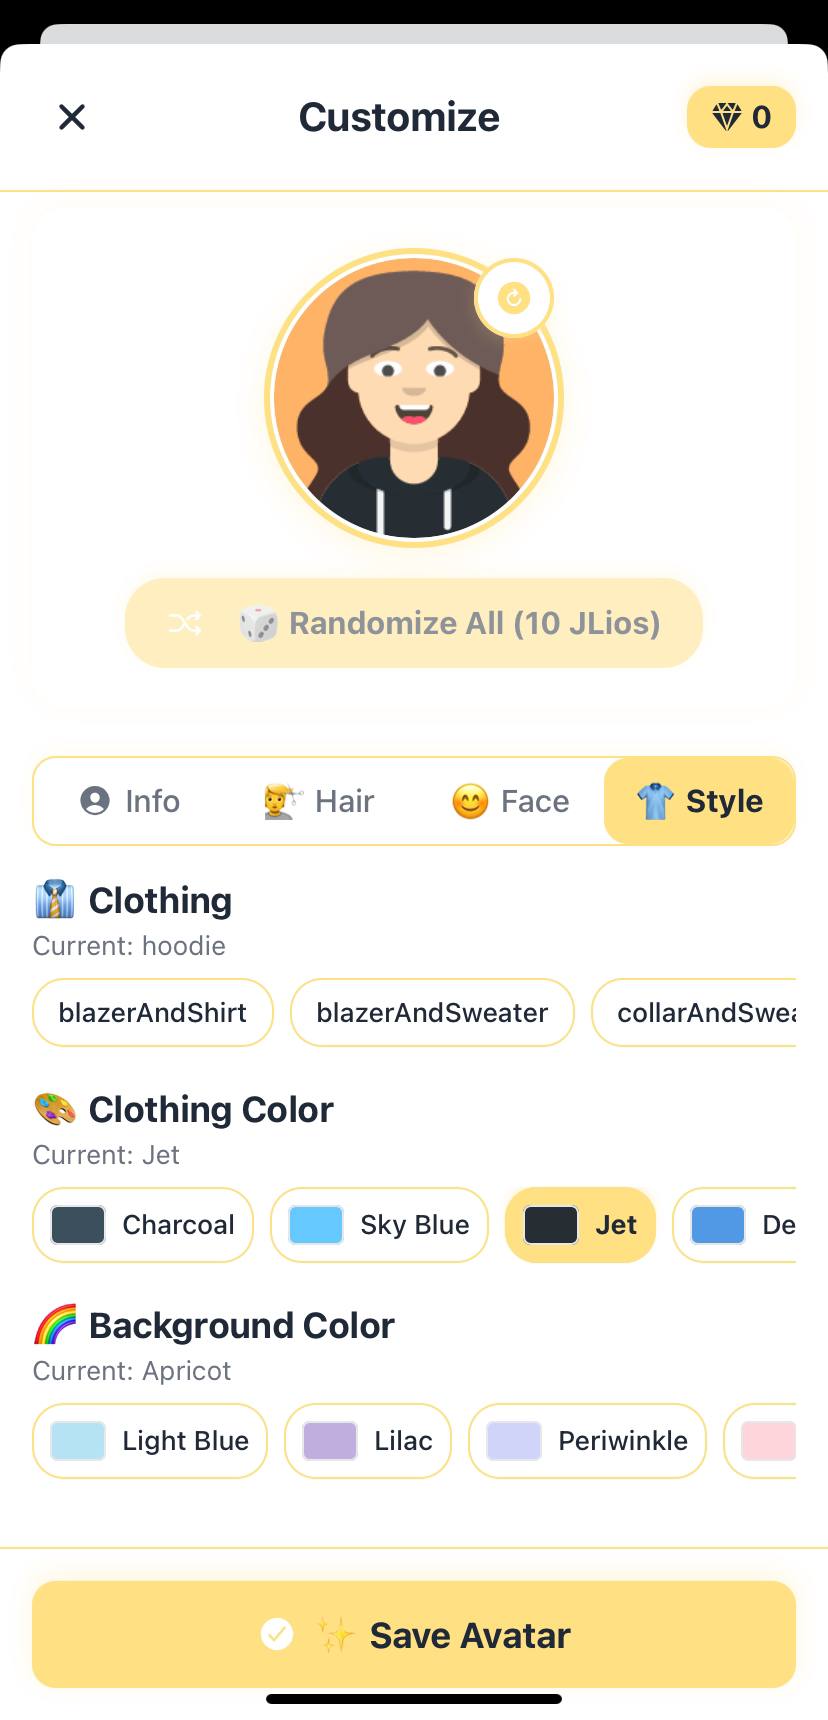 Customize
0
Randomize All (10 JLios)
Info
Hair
Face
Style
Clothing
Current: hoodie
blazerAndShirt
blazerAndSweater
collarAndSwea
Clothing Color
Current: Jet
Charcoal
Sky Blue
Jet
De
Background Color
Current: Apricot
Light Blue
Lilac
Periwinkle
Save Avatar